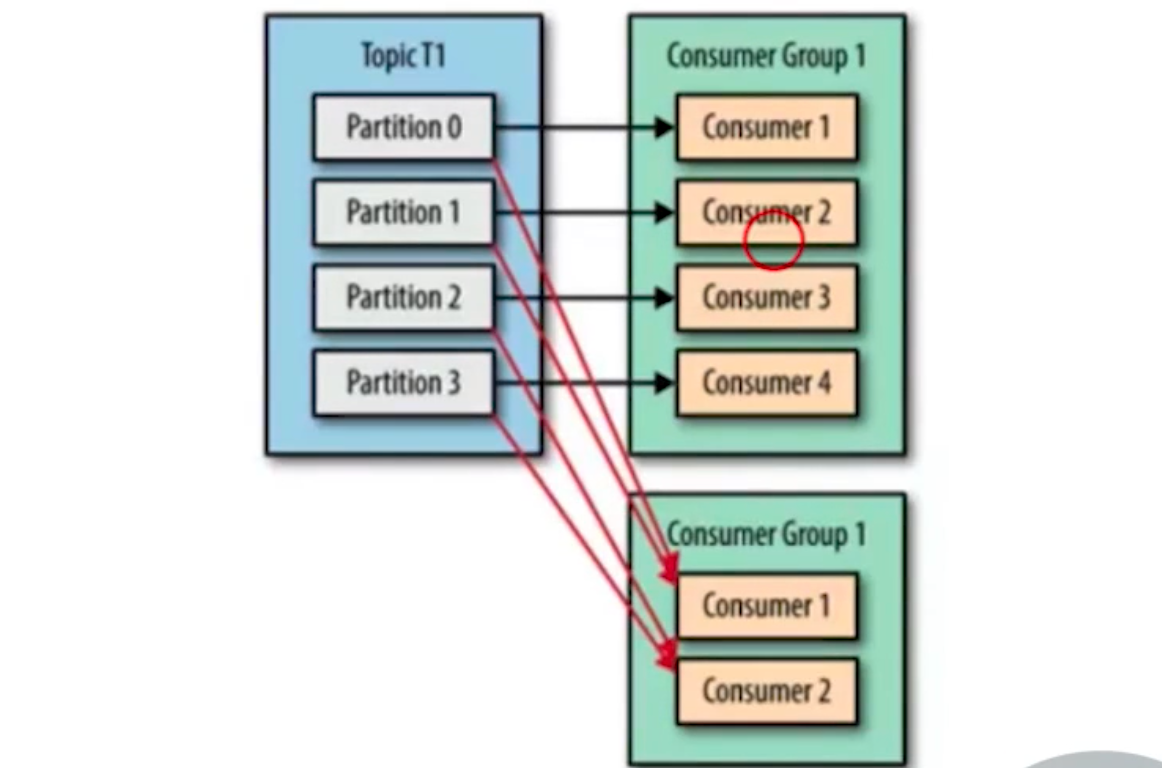 Topic T1
Partition 0
Partition 1
Partition 2
Partition 3
Consumer Group 1
Consumer 1
Consumer 2
Consumer 3
Consumer 4
Consumer Group 1
Consumer 1
Consumer 2